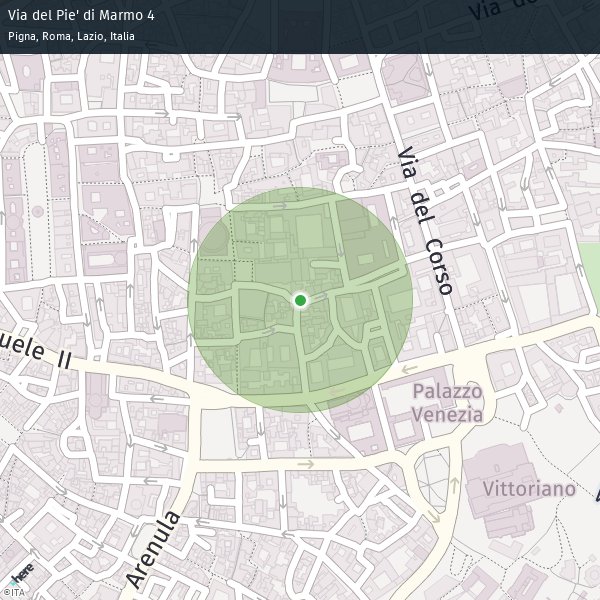 Via del Pie' di Marmo 4
Pigna, Roma, Lazio, Italia
Via de
Via del Corso
uele II
Palazzo
Venezia
Vittoriano
Arenula
here
©ITA